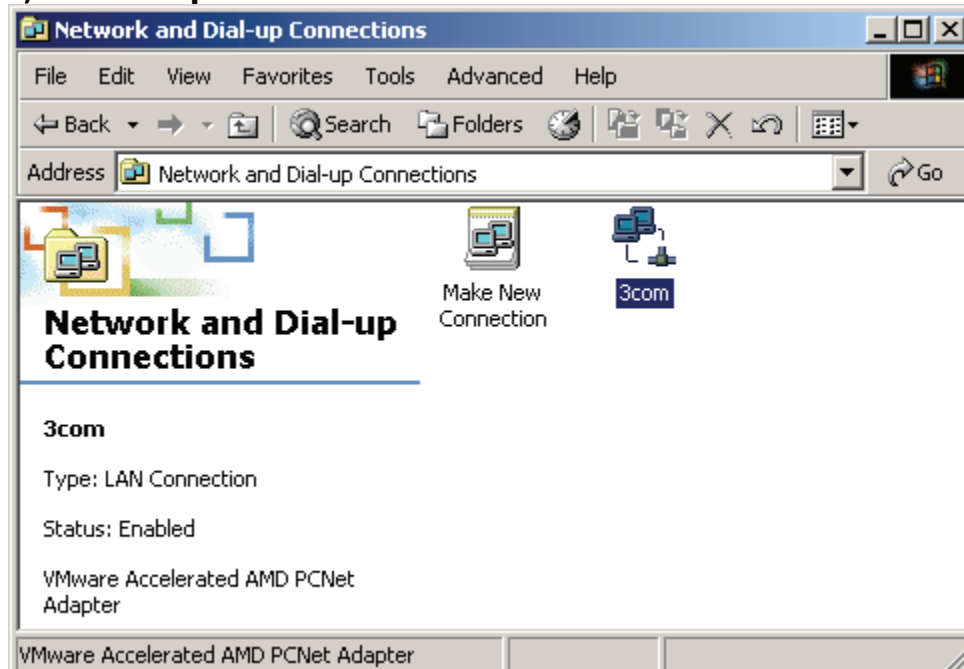 Network and Dial-up Connections
File Edit View Favorites Tools Advanced Help
Back Search Folders
Address Network and Dial-up Connections Go
Make New
Connection
3com
Network and Dial-up
Connections
3com
Type: LAN Connection
Status: Enabled
VMware Accelerated AMD PCNet
Adapter
VMware Accelerated AMD PCNet Adapter